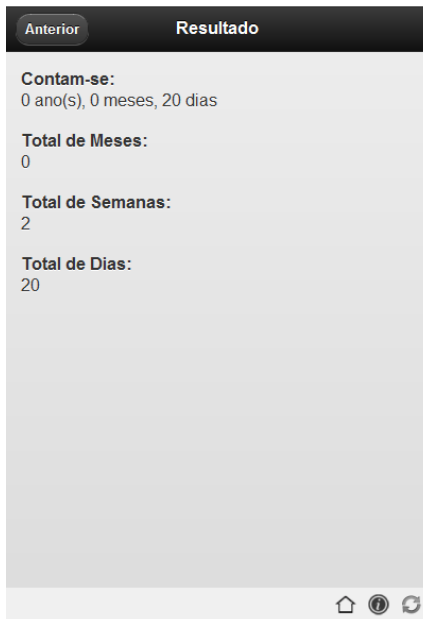 Anterior
Resultado
Contam-se:
0 ano(s), 0 meses, 20 dias
Total de Meses:
0
Total de Semanas:
2
Total de Dias:
20